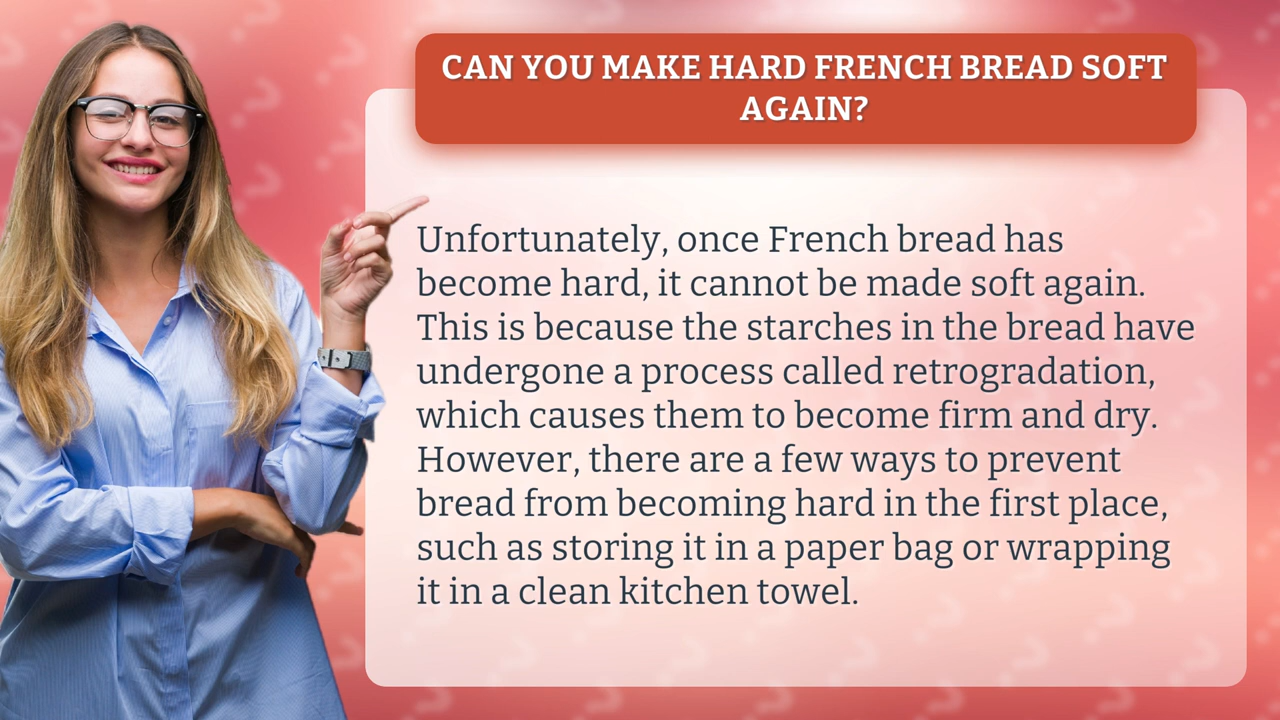 CAN YOU MAKE HARD FRENCH BREAD SOFT
AGAIN?
Unfortunately, once French bread has
become hard, it cannot be made soft again.
This is because the starches in the bread have
undergone a process called retrogradation,
which causes them to become firm and dry.
However, there are a few ways to prevent
bread from becoming hard in the first place,
such as storing it in a paper bag or wrapping
it in a clean kitchen towel.